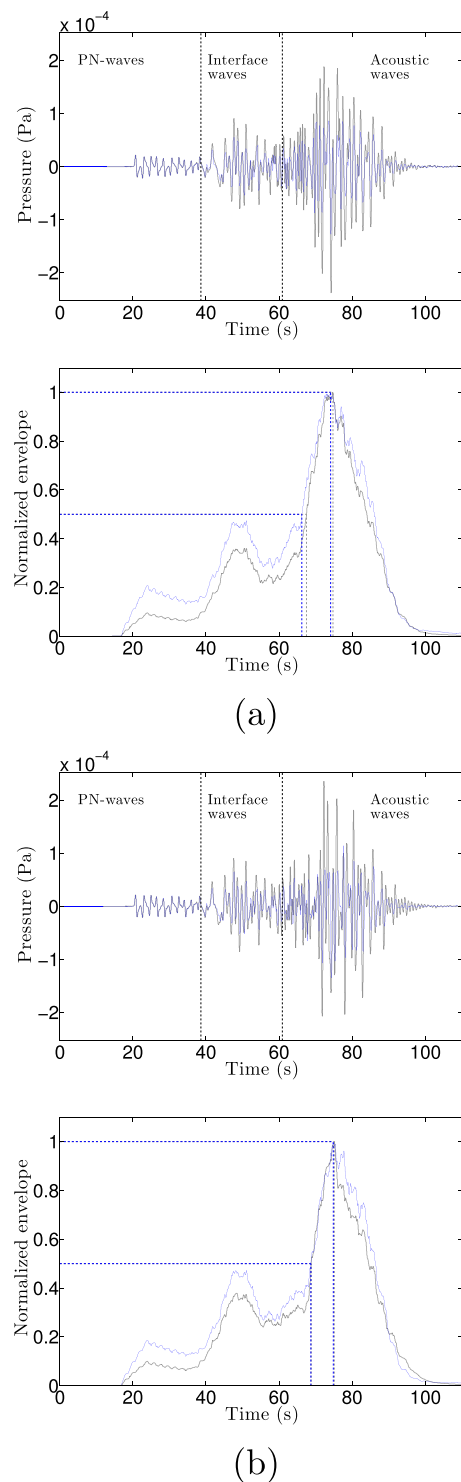 x 10⁻⁴
PN-waves
Interface
waves
Acoustic
waves
2
1
0
−1
−2
Pressure (Pa)
0 20 40 60 80 100
Time (s)
1
0.8
0.6
0.4
0.2
0
Normalized envelope
0 20 40 60 80 100
Time (s)
(a)
x 10⁻⁴
PN-waves
Interface
waves
Acoustic
waves
2
1
0
−1
−2
Pressure (Pa)
0 20 40 60 80 100
Time (s)
1
0.8
0.6
0.4
0.2
0
Normalized envelope
0 20 40 60 80 100
Time (s)
(b)